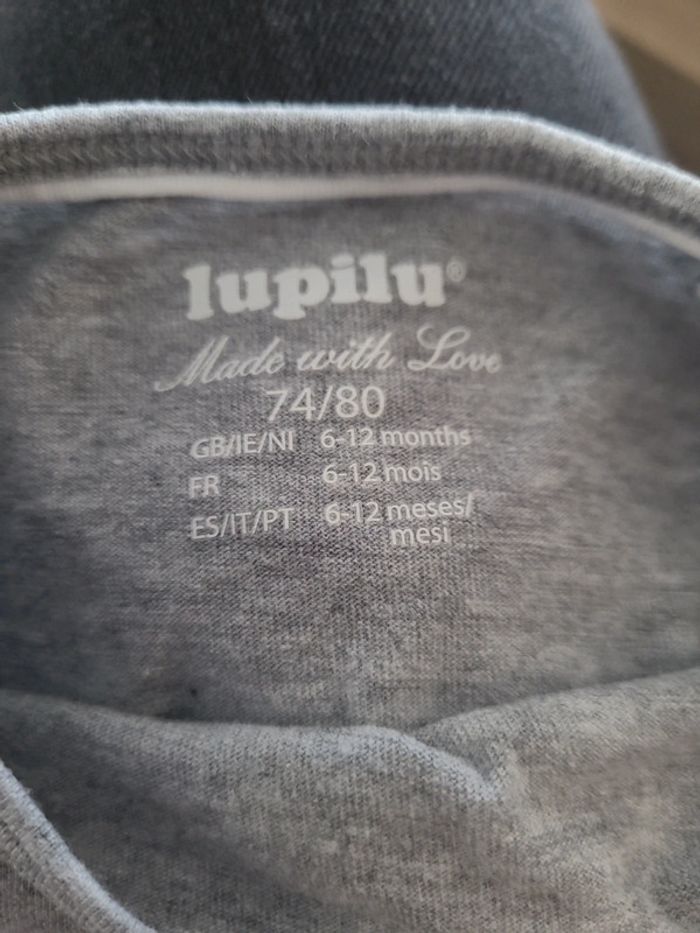 lupilu®
Made with Love
74/80
GB/IE/NI 6-12 months
FR 6-12 mois
ES/IT/PT 6-12 meses/
mesi